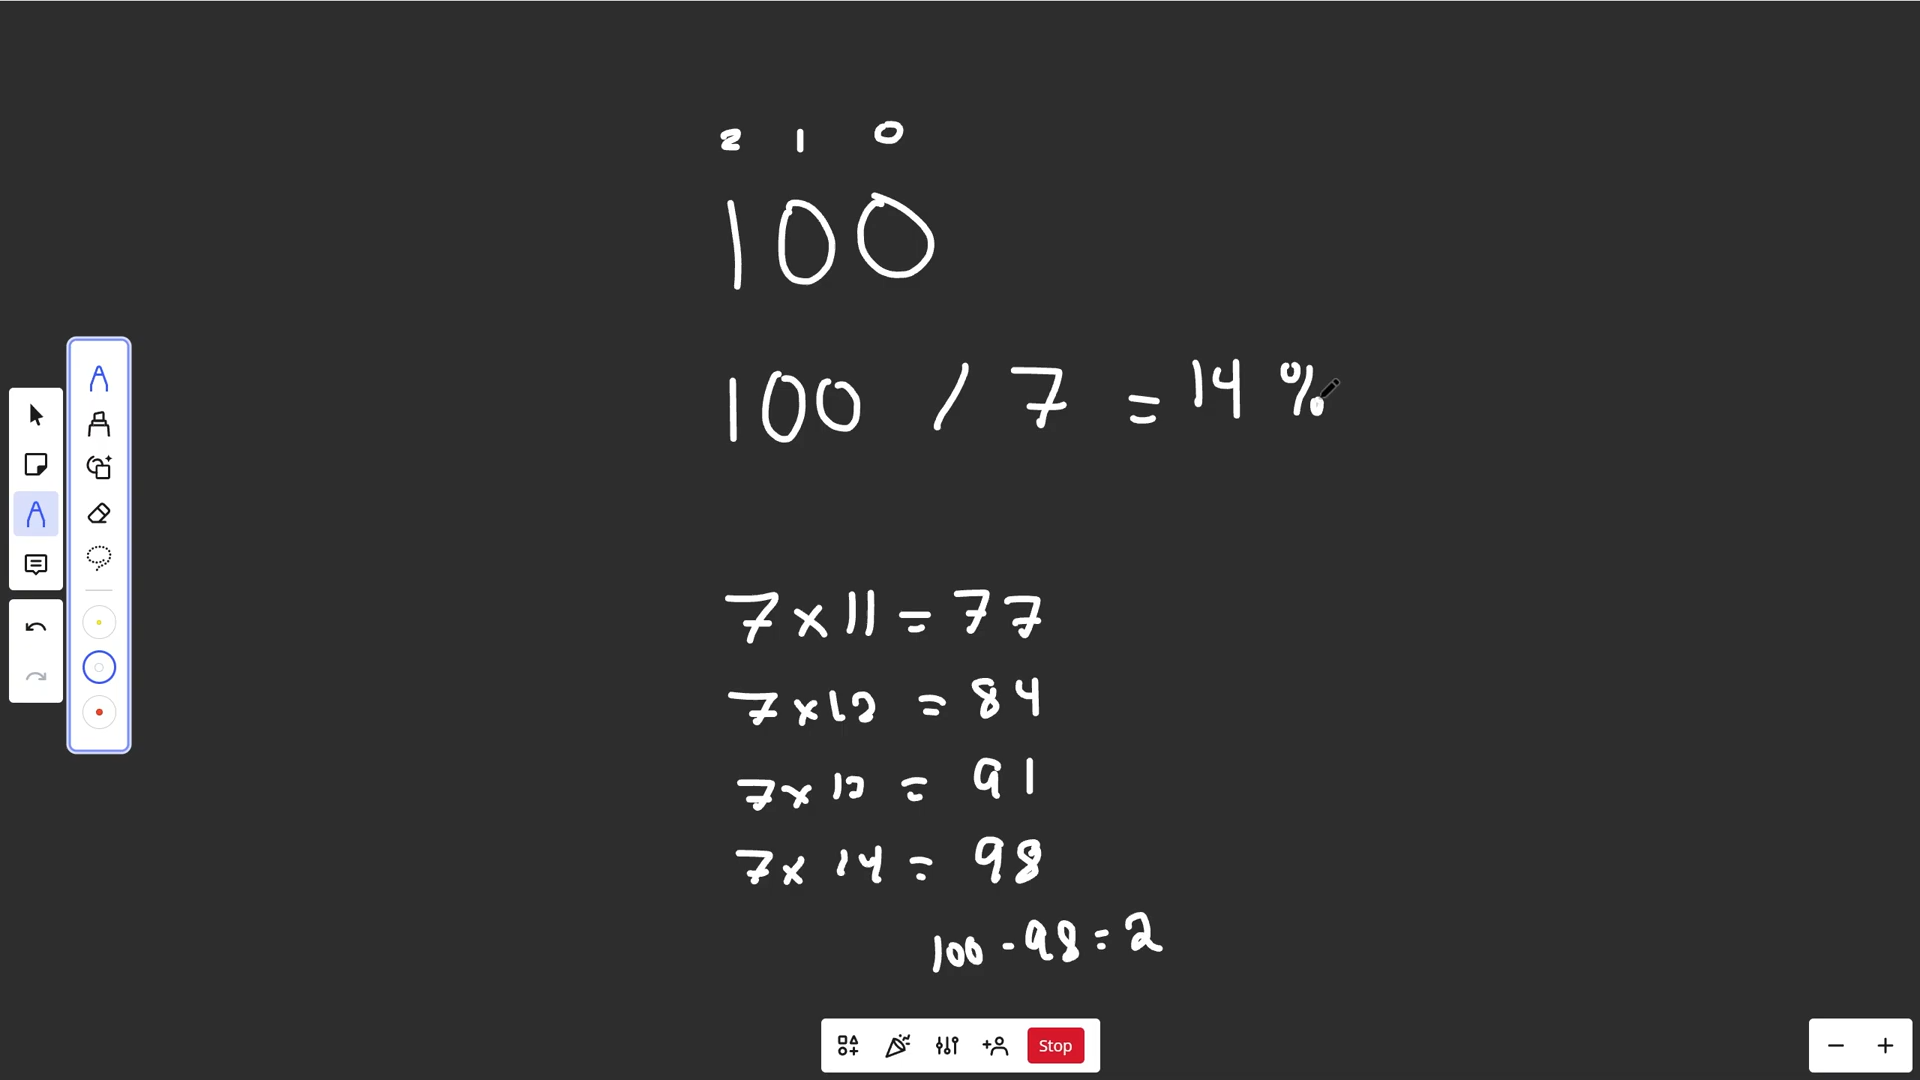 2 1 0
100
100 / 7 = 14 %
7 x 11 = 77
7 x 12 = 84
7 x 13 = 91
7 x 14 = 98
100 - 98 = 2
Stop